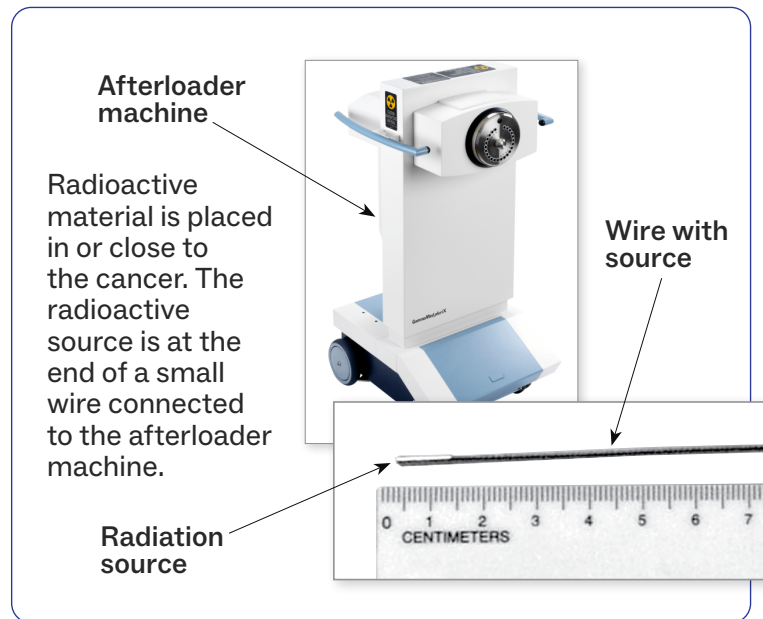 Afterloader
machine
Radioactive
material is placed
in or close to
the cancer. The
radioactive
source is at the
end of a small
wire connected
to the afterloader
machine.
Wire with
source
Radiation
source
GammaMedplus iX
0 1 2 3 4 5 6 7
CENTIMETERS